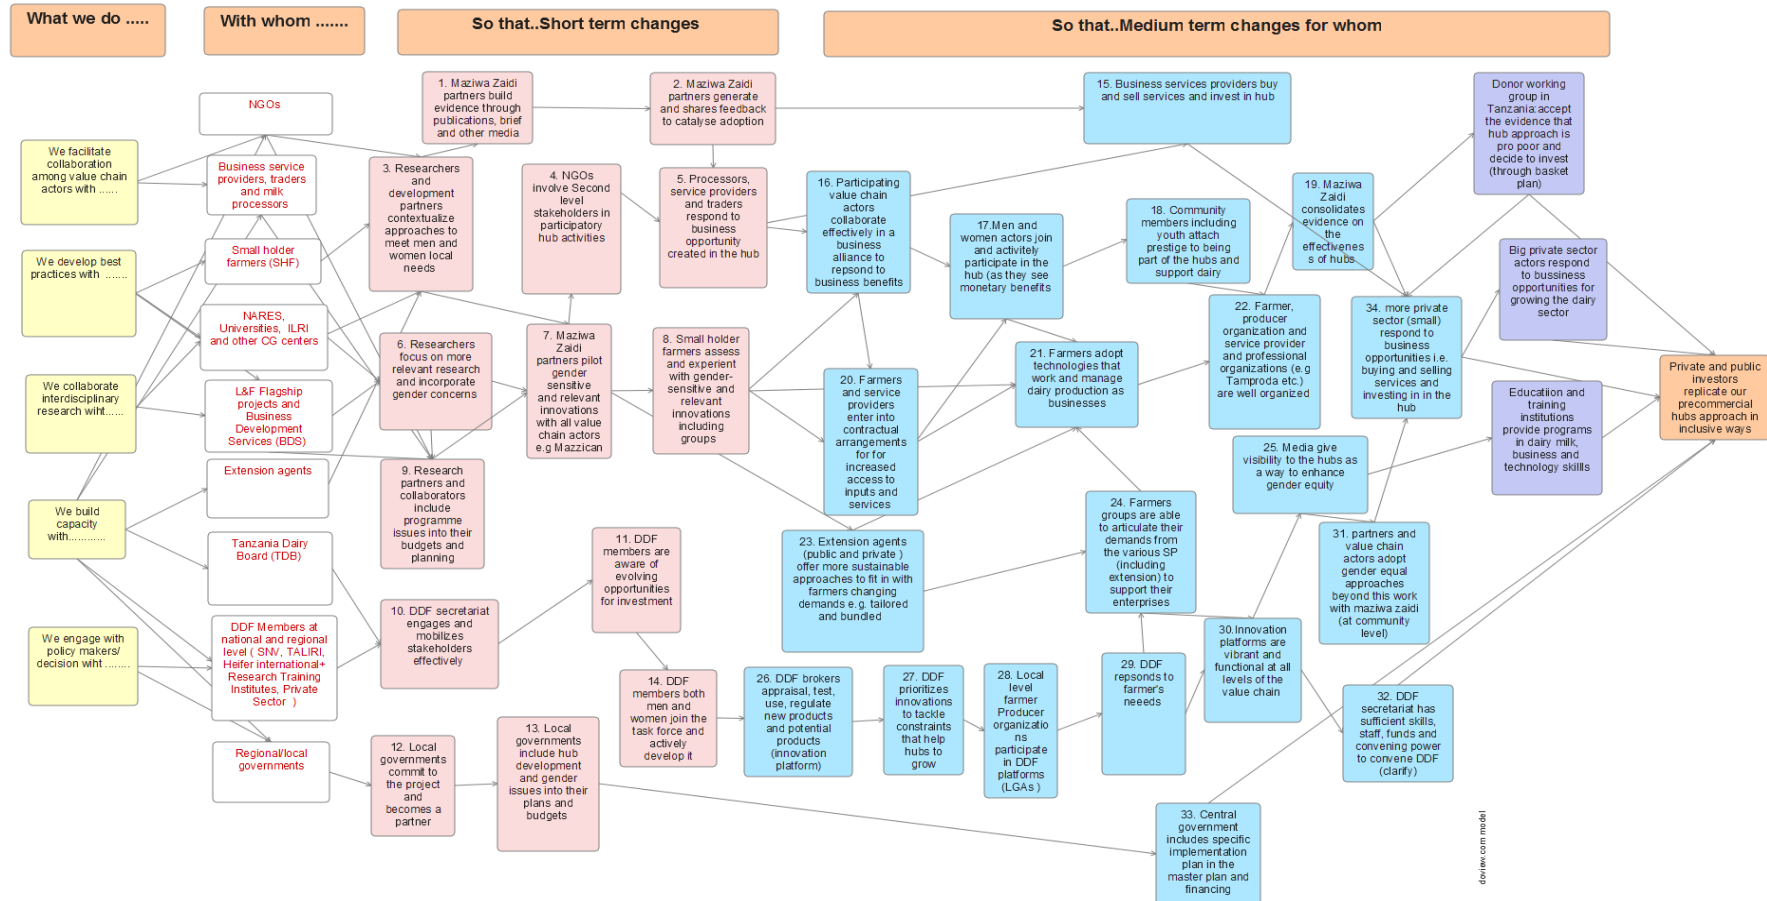 What we do .....
With whom .......
So that..Short term changes
So that..Medium term changes for whom
We facilitate
collaboration
among value chain
actors with ......
We develop best
practices with .......
We collaborate
interdisciplinary
research wiht......
We build
capacity
with............
We engage with
policy makers/
decision wiht ........
NGOs
Business service
providers, traders
and milk
processors
Small holder
farmers (SHF)
NARES,
Universities, ILRI
and other CG centers
L&F Flagship
projects and
Business
Development
Services (BDS)
Extension agents
Tanzania Dairy
Board (TDB)
DDF Members at
national and regional
level ( SNV, TALIRI,
Heifer international+
Research Training
Institutes, Private
Sector )
Regional/local
governments
1. Maziwa Zaidi
partners build
evidence through
publications, brief
and other media
2. Maziwa Zaidi
partners generate
and shares feedback
to catalyse adoption
3. Researchers
and
development
partners
contextualize
approaches to
meet men and
women local
needs
4. NGOs
involve Second
level
stakeholders in
participatory
hub activities
5. Processors,
service providers
and traders
respond to
business
opportunity
created in the hub
6. Researchers
focus on more
relevant research
and incorporate
gender concerns
7. Maziwa
Zaidi
partners pilot
gender
sensitive
and relevant
innovations
with all value
chain actors
e.g Mazzican
8. Small holder
farmers assess
and experient
with gender-
sensitive and
relevant
innovations
including
groups
9. Research
partners and
collaborators
include
programme
issues into their
budgets and
planning
10. DDF secretariat
engages and
mobilizes
stakeholders
effectively
11. DDF
members are
aware of
evolving
opportunities
for investment
12. Local
governments
commit to
the project
and
becomes a
partner
13. Local
governments
include hub
development
and gender
issues into their
plans and
budgets
14. DDF
members both
men and
women join the
task force and
actively
develop it
15. Business services providers buy
and sell services and invest in hub
16. Participating
value chain
actors
collaborate
effectively in a
business
alliance to
repsond to
business benefits
17.Men and
women actors join
and activitely
participate in the
hub (as they see
monetary benefits
18. Community
members including
youth attach
prestige to being
part of the hubs and
support dairy
19. Maziwa
Zaidi
consolidates
evidence on
the
effectivenes
s of hubs
20. Farmers
and service
providers
enter into
contractual
arrangements
for for
increased
access to
inputs and
services
21. Farmers adopt
technologies that
work and manage
dairy production as
businesses
22. Farmer,
producer
organization and
service provider
and professional
organizations (e.g
Tamproda etc.)
are well organized
23. Extension agents
(public and private )
offer more sustainable
approaches to fit in with
farmers changing
demands e.g. tailored
and bundled
24. Farmers
groups are able
to articulate their
demands from
the various SP
(including
extension) to
support their
enterprises
25. Media give
visibility to the hubs as
a way to enhance
gender equity
26. DDF brokers
appraisal, test,
use, regulate
new products
and potential
products
(innovation
platform)
27. DDF
prioritizes
innovations
to tackle
constraints
that help
hubs to
grow
28. Local
level
farmer
Producer
organizatio
ns
participate
in DDF
platforms
(LGAs )
29. DDF
repsonds to
farmer's
neeeds
30.Innovation
platforms are
vibrant and
functional at all
levels of the
value chain
31. partners and
value chain
actors adopt
gender equal
approaches
beyond this work
with maziwa zaidi
(at community
level)
32. DDF
secretariat has
sufficient skills,
staff, funds and
convening power
to convene DDF
(clarify)
33. Central
government
includes specific
implementation
plan in the
master plan and
financing
34. more private
sector (small)
respond to
business
opportunities i.e.
buying and selling
services and
investing in in the
hub
Donor working
group in
Tanzania:accept
the evidence that
hub approach is
pro poor and
decide to invest
(through basket
plan)
Big private sector
actors respond
to bussiness
opportunities for
growing the dairy
sector
Educatiion and
training
institutions
provide programs
in dairy milk,
business and
technology skillls
Private and public
investors
replicate our
precommercial
hubs approach in
inclusive ways
doview.com model